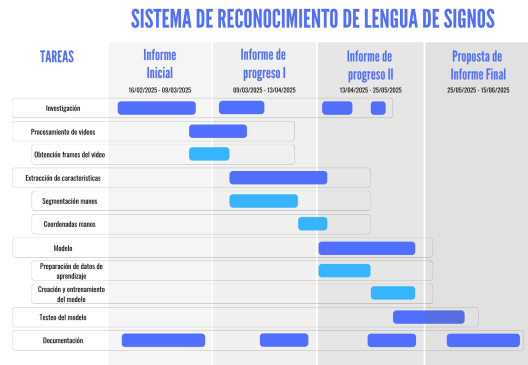 SISTEMA DE RECONOCIMIENTO DE LENGUA DE SIGNOS
TAREAS
Informe
Inicial
16/02/2025 - 09/03/2025
Informe de
progreso I
09/03/2025 - 13/04/2025
Informe de
progreso II
13/04/2025 - 25/05/2025
Proposta de
Informe Final
25/05/2025 - 15/06/2025
Investigación
Procesamiento de vídeos
Obtención frames del vídeo
Extracción de características
Segmentación manos
Coordenadas manos
Modelo
Preparación de datos de
aprendizaje
Creación y entrenamiento
del modelo
Testeo del modelo
Documentación